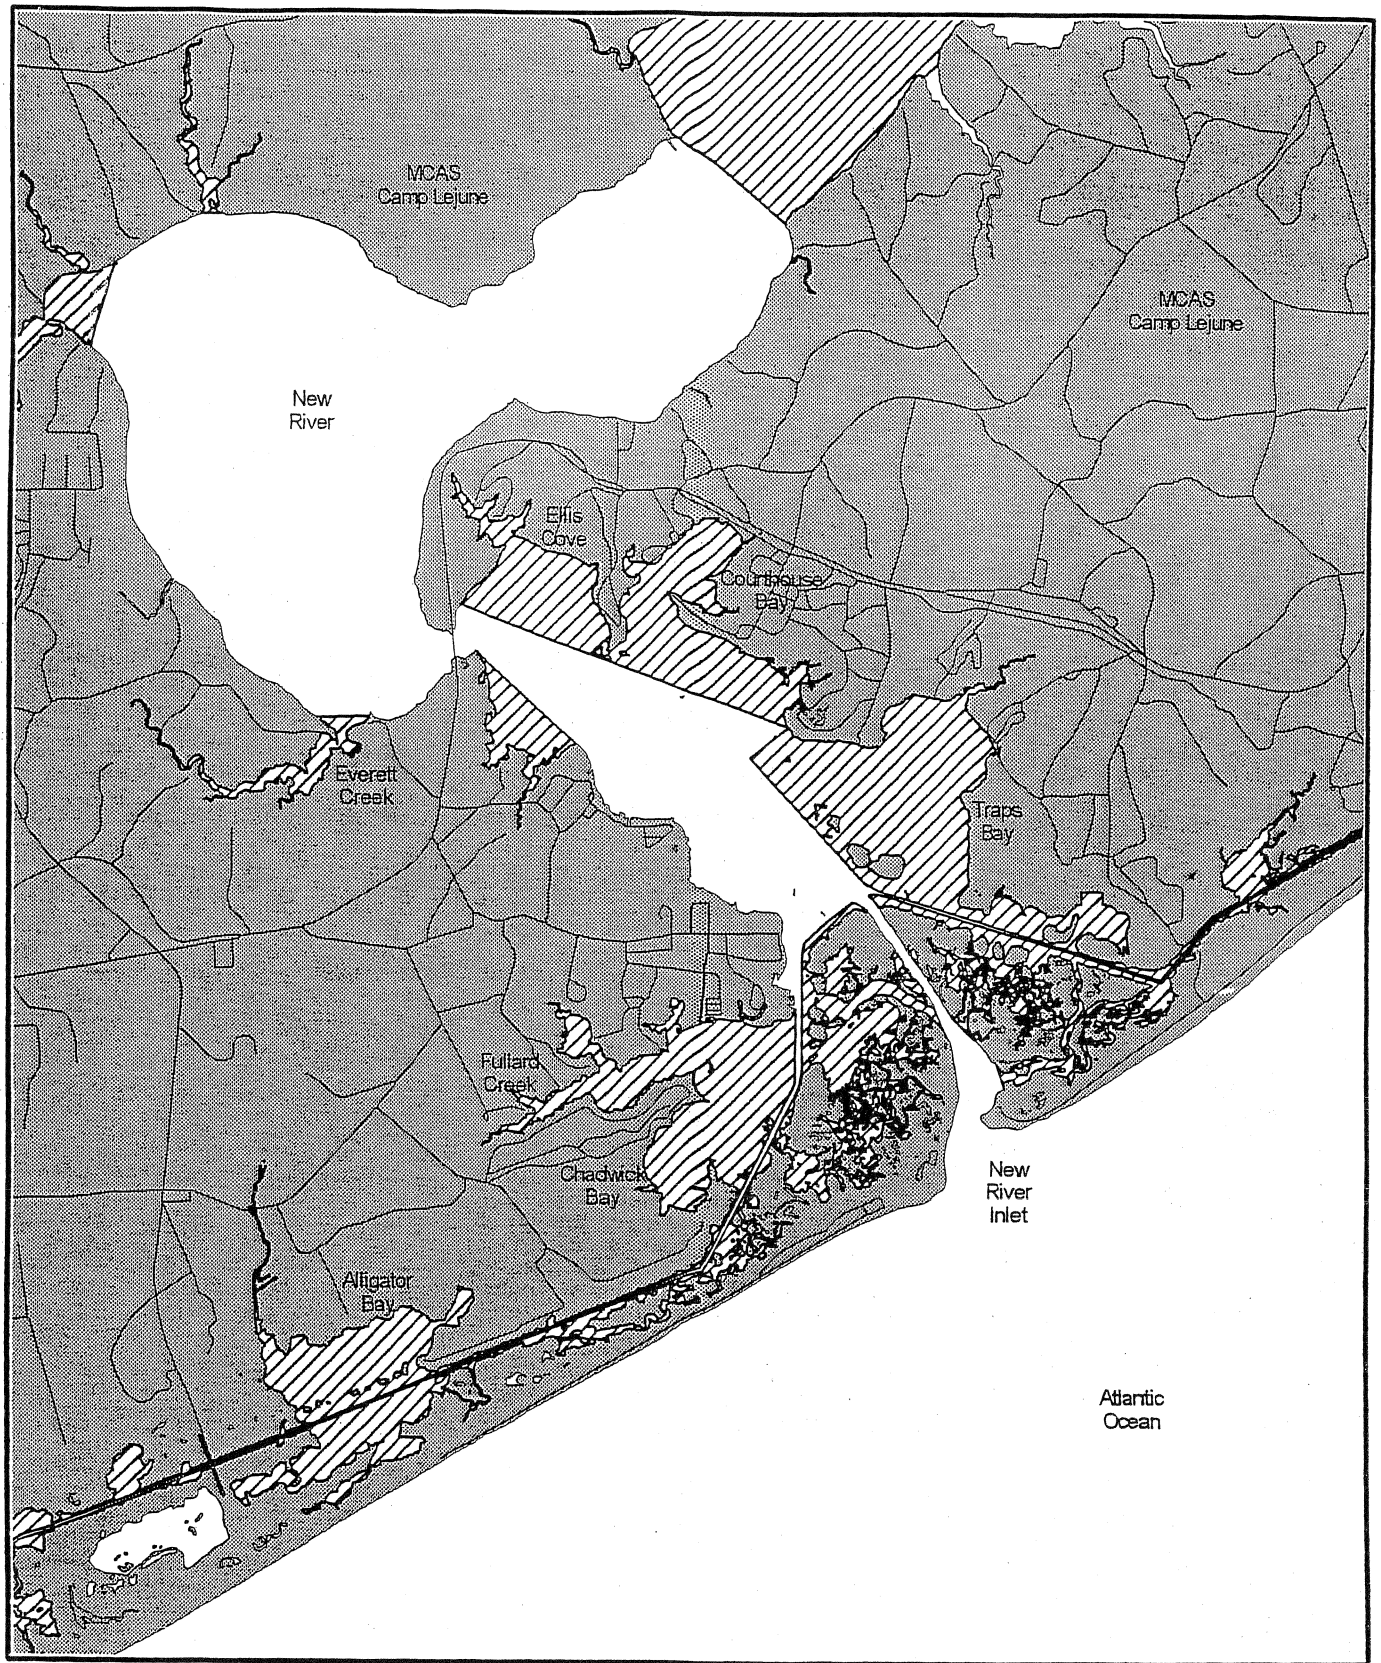 MCAS
Camp Lejune
MCAS
Camp Lejune
New
River
Ellis
Cove
Courthouse
Bay
Everett
Creek
Traps
Bay
Fullard
Creek
Chadwick
Bay
New
River
Inlet
Alligator
Bay
Atlantic
Ocean